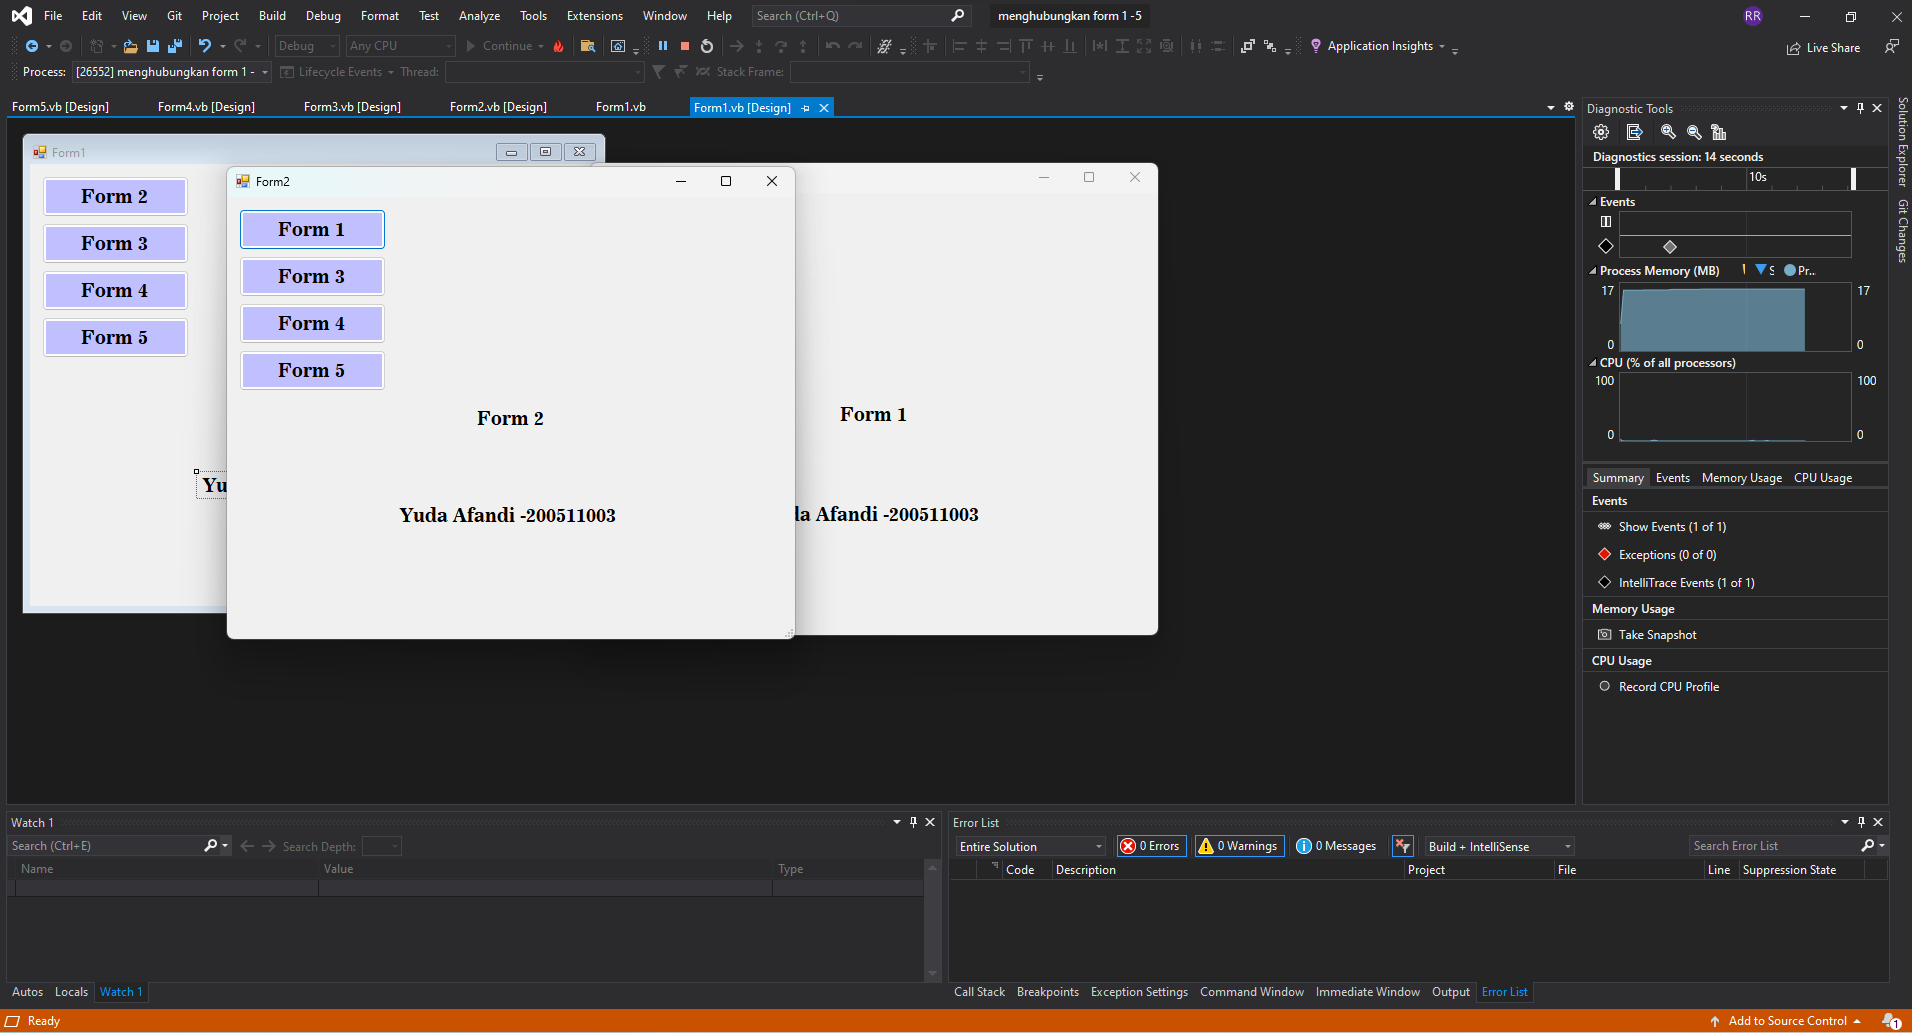 File Edit View Git Project Build Debug Format Test Analyze Tools Extensions Window Help Search (Ctrl+Q) menghubungkan form 1 -5 RR
Debug Any CPU Continue Application Insights Live Share
Process: [26552] menghubungkan form 1 - Lifecycle Events Thread: Stack Frame:
Form5.vb [Design] Form4.vb [Design] Form3.vb [Design] Form2.vb [Design] Form1.vb Form1.vb [Design]
Form1
Form 2
Form 3
Form 4
Form 5
Yu
Form2
Form 1
Form 3
Form 4
Form 5
Form 2
Yuda Afandi -200511003
Form 1
da Afandi -200511003
Diagnostic Tools
Diagnostics session: 14 seconds
10s
Events
Process Memory (MB) S Pr...
17 17
0 0
CPU (% of all processors)
100 100
0 0
Summary Events Memory Usage CPU Usage
Events
Show Events (1 of 1)
Exceptions (0 of 0)
IntelliTrace Events (1 of 1)
Memory Usage
Take Snapshot
CPU Usage
Record CPU Profile
Solution Explorer
Git Changes
Watch 1
Search (Ctrl+E) Search Depth:
Name Value Type
Autos Locals Watch 1
Error List
Entire Solution 0 Errors 0 Warnings 0 Messages Build + IntelliSense Search Error List
Code Description Project File Line Suppression State
Call Stack Breakpoints Exception Settings Command Window Immediate Window Output Error List
Ready Add to Source Control 1